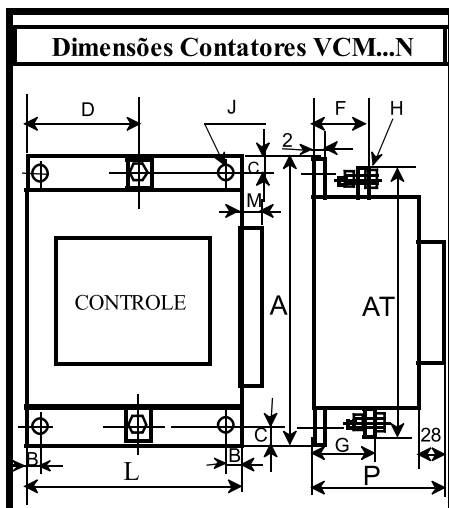 Dimensões Contatores VCM...N
D
J
F
H
2
C
M
CONTROLE
A
AT
C
G
28
B
B
L
P